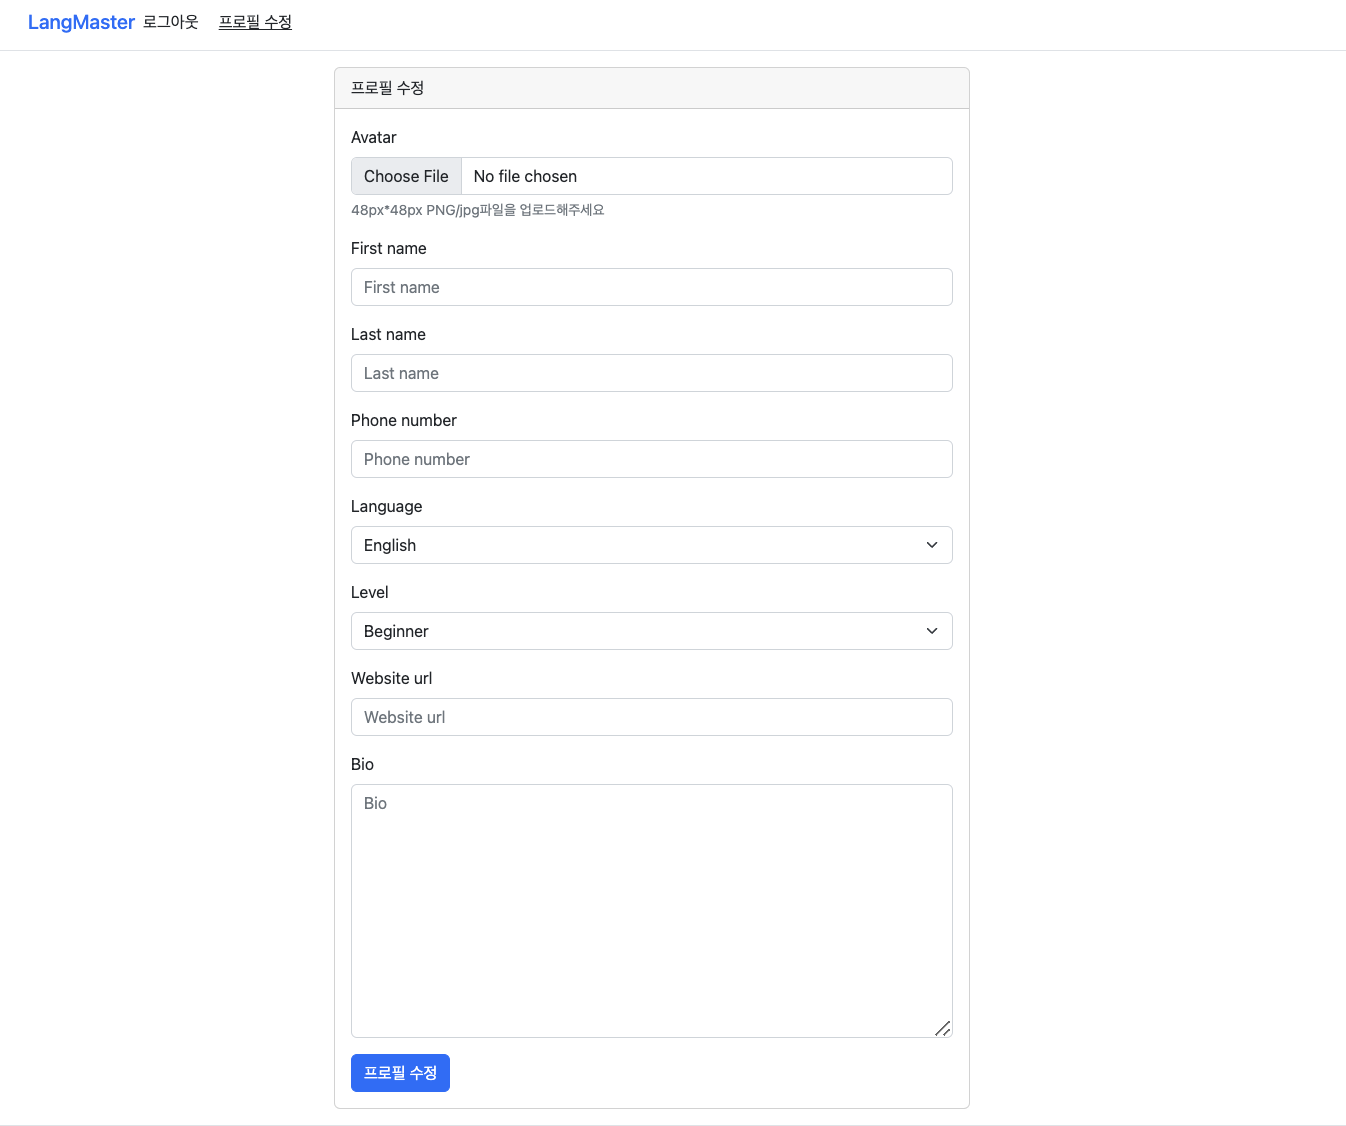 LangMaster 로그아웃 프로필 수정
프로필 수정
Avatar
Choose File No file chosen
48px*48px PNG/jpg파일을 업로드해주세요
First name
First name
Last name
Last name
Phone number
Phone number
Language
English
Level
Beginner
Website url
Website url
Bio
Bio
프로필 수정